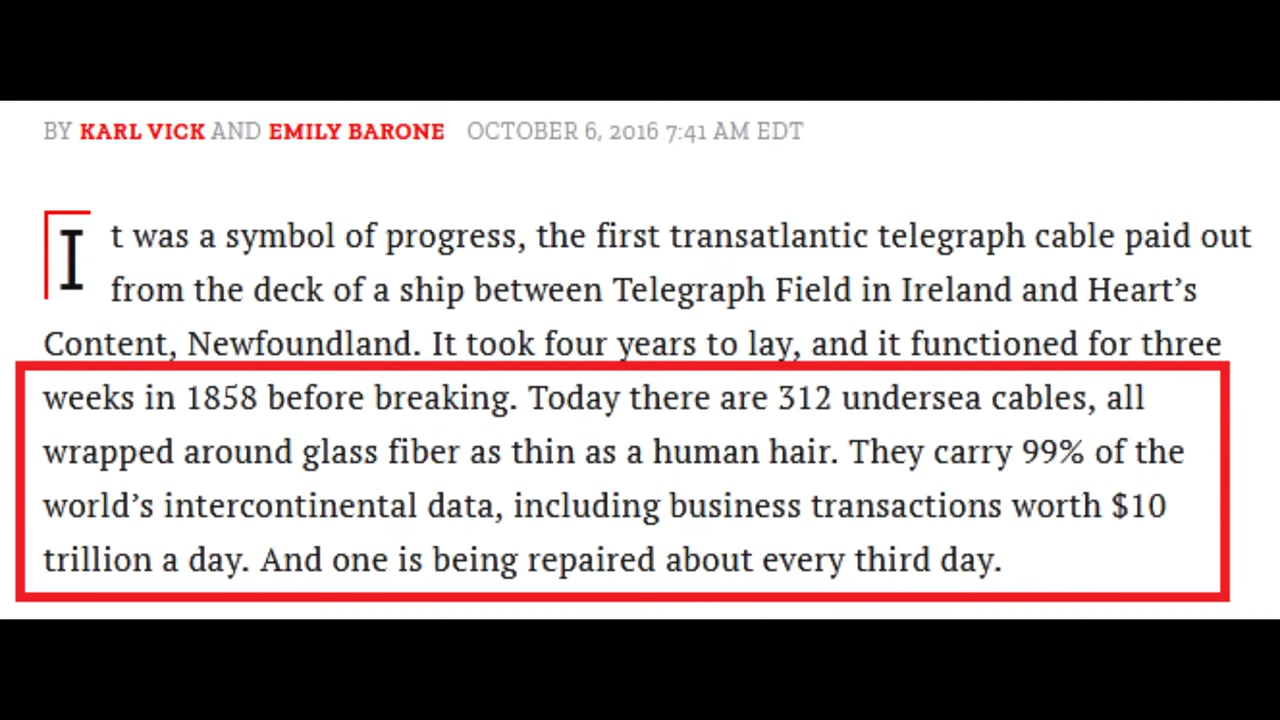 BY KARL VICK AND EMILY BARONE OCTOBER 6, 2016 7:41 AM EDT
It was a symbol of progress, the first transatlantic telegraph cable paid out
from the deck of a ship between Telegraph Field in Ireland and Heart’s
Content, Newfoundland. It took four years to lay, and it functioned for three
weeks in 1858 before breaking. Today there are 312 undersea cables, all
wrapped around glass fiber as thin as a human hair. They carry 99% of the
world’s intercontinental data, including business transactions worth $10
trillion a day. And one is being repaired about every third day.